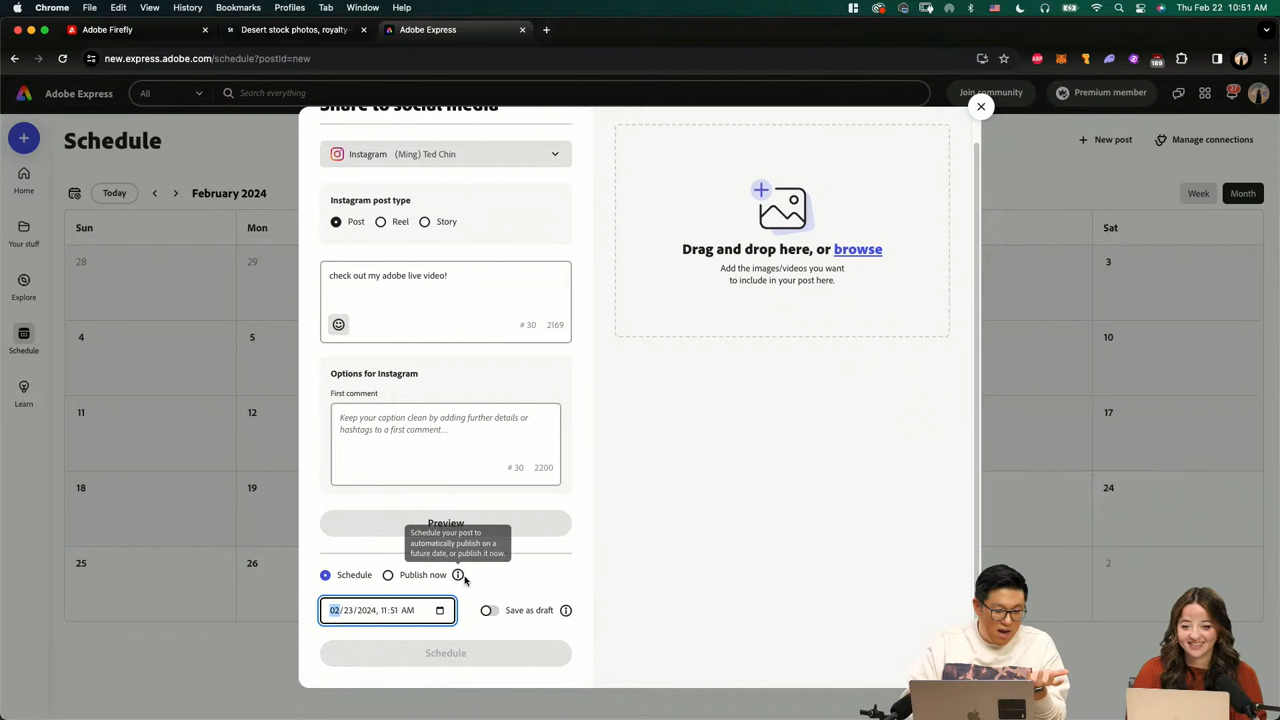 Chrome File Edit View History Bookmarks Profiles Tab Window Help
Thu Feb 22 10:51 AM
Adobe Firefly
Desert stock photos, royalty-
Adobe Express
new.express.adobe.com/schedule?postId=new
189
Adobe Express
All
Search everything
Join community
Premium member
Share to social media
Schedule
New post
Manage connections
Home
Your stuff
Explore
Schedule
Learn
Today
February 2024
Week
Month
Sun
Mon
Sat
28
29
3
4
5
10
11
12
17
18
19
24
25
26
2
Instagram (Ming) Ted Chin
Instagram post type
Post
Reel
Story
check out my adobe live video!
# 30 2169
Options for Instagram
First comment
Keep your caption clean by adding further details or
hashtags to a first comment...
# 30 2200
Preview
Schedule your post to
automatically publish on a
future date, or publish it now.
Schedule
Publish now
02/23/2024, 11:51 AM
Save as draft
Schedule
Drag and drop here, or browse
Add the images/videos you want
to include in your post here.